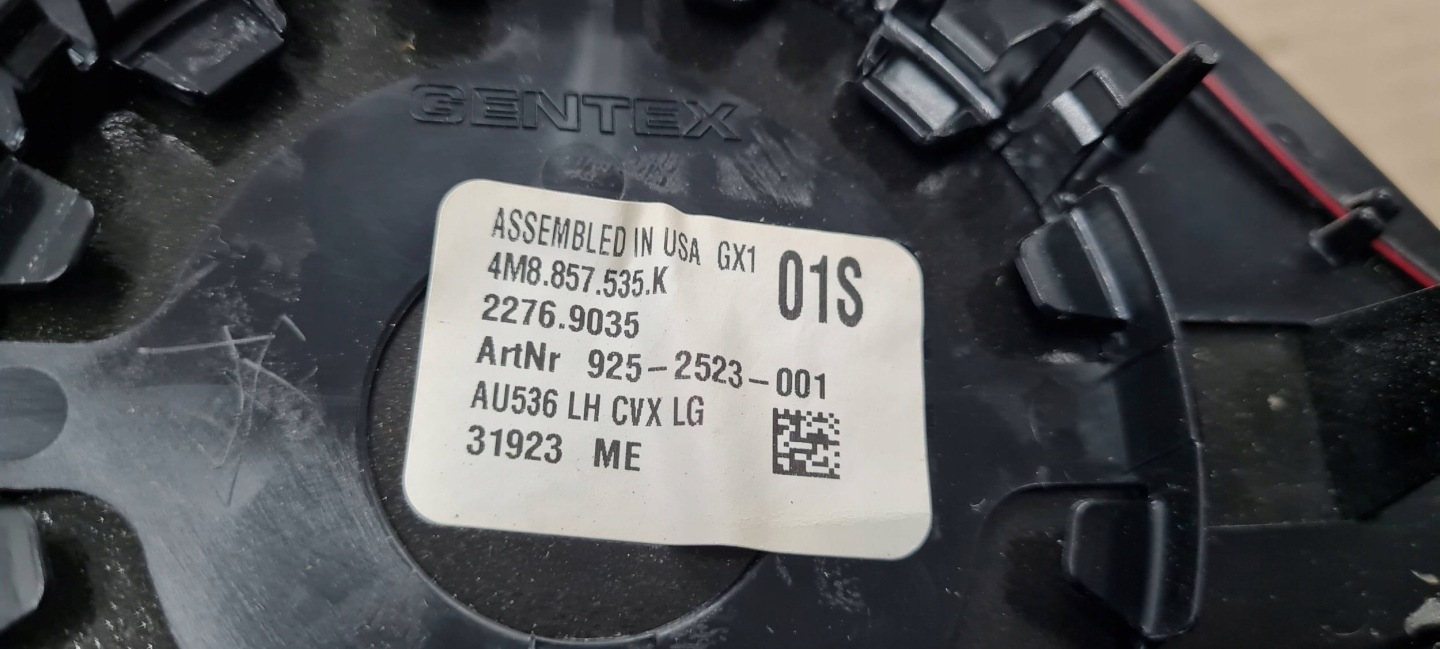 GENTEX
ASSEMBLED IN USA GX1
01S
4M8.857.535.K
2276.9035
ArtNr 925-2523-001
AU536 LH CVX LG
31923 ME